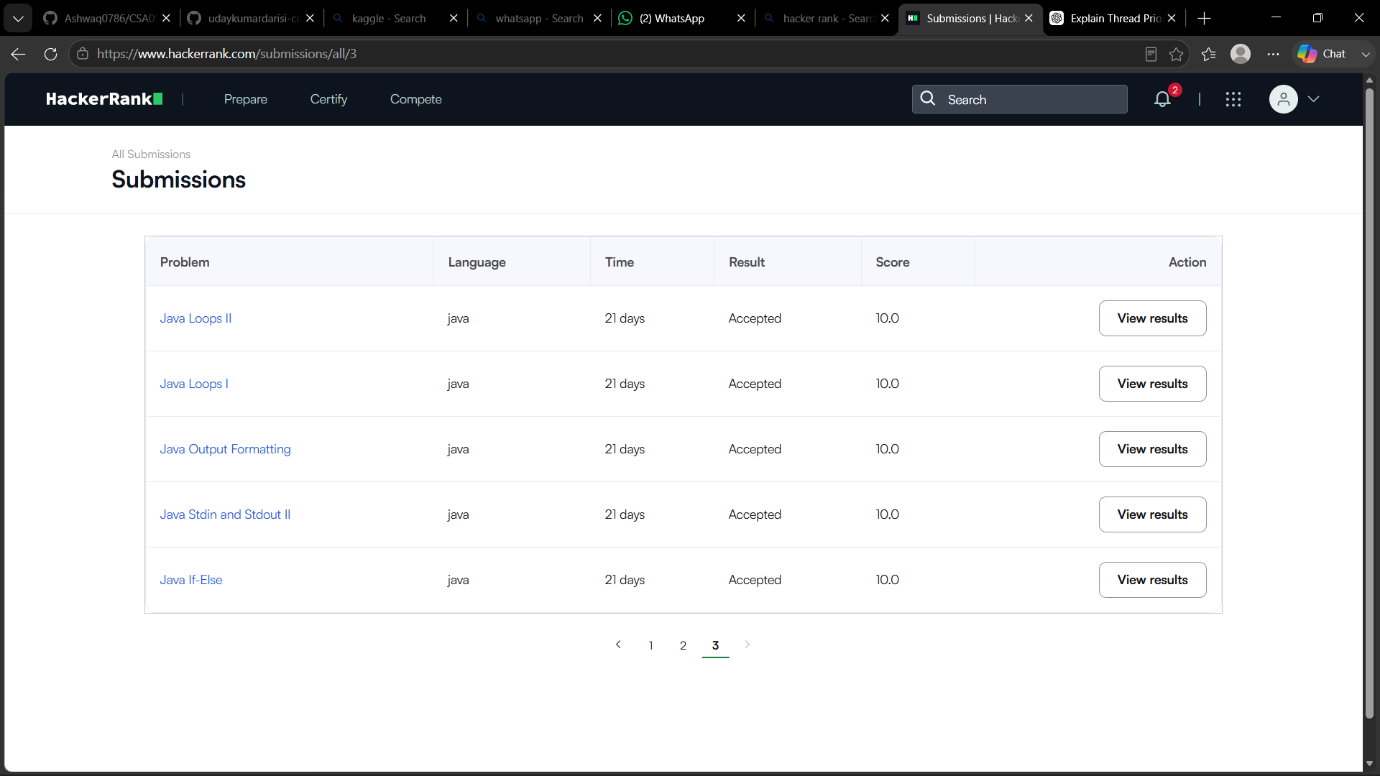 Ashwaq0786/CSA0
udaykumardarisi-c
kaggle - Search
whatsapp - Search
(2) WhatsApp
hacker rank - Searc
Submissions | Hack
Explain Thread Prio
https://www.hackerrank.com/submissions/all/3
Chat
HackerRank
Prepare
Certify
Compete
Search
2
All Submissions
Submissions
Problem Language Time Result Score Action
Java Loops II java 21 days Accepted 10.0 View results
Java Loops I java 21 days Accepted 10.0 View results
Java Output Formatting java 21 days Accepted 10.0 View results
Java Stdin and Stdout II java 21 days Accepted 10.0 View results
Java If-Else java 21 days Accepted 10.0 View results
1 2 3